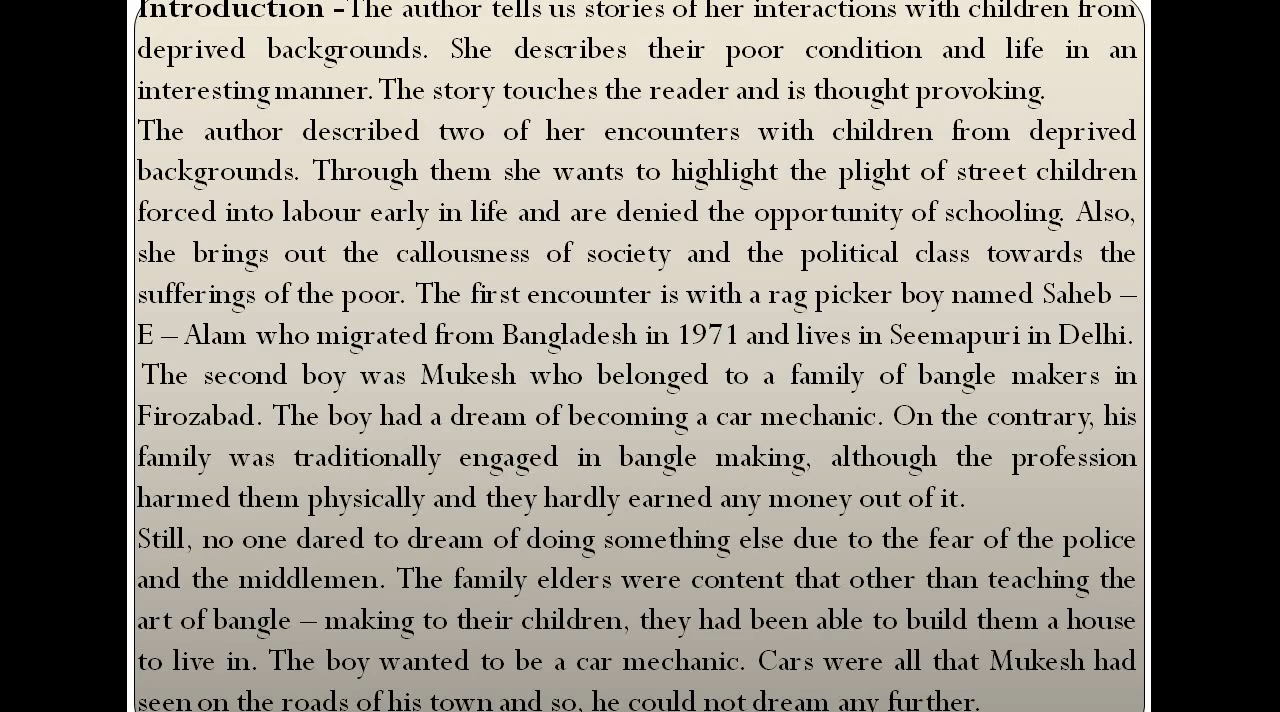 Introduction -The author tells us stories of her interactions with children from
deprived backgrounds. She describes their poor condition and life in an
interesting manner. The story touches the reader and is thought provoking.
The author described two of her encounters with children from deprived
backgrounds. Through them she wants to highlight the plight of street children
forced into labour early in life and are denied the opportunity of schooling. Also,
she brings out the callousness of society and the political class towards the
sufferings of the poor. The first encounter is with a rag picker boy named Saheb –
E – Alam who migrated from Bangladesh in 1971 and lives in Seemapuri in Delhi.
The second boy was Mukesh who belonged to a family of bangle makers in
Firozabad. The boy had a dream of becoming a car mechanic. On the contrary, his
family was traditionally engaged in bangle making, although the profession
harmed them physically and they hardly earned any money out of it.
Still, no one dared to dream of doing something else due to the fear of the police
and the middlemen. The family elders were content that other than teaching the
art of bangle – making to their children, they had been able to build them a house
to live in. The boy wanted to be a car mechanic. Cars were all that Mukesh had
seen on the roads of his town and so, he could not dream any further.